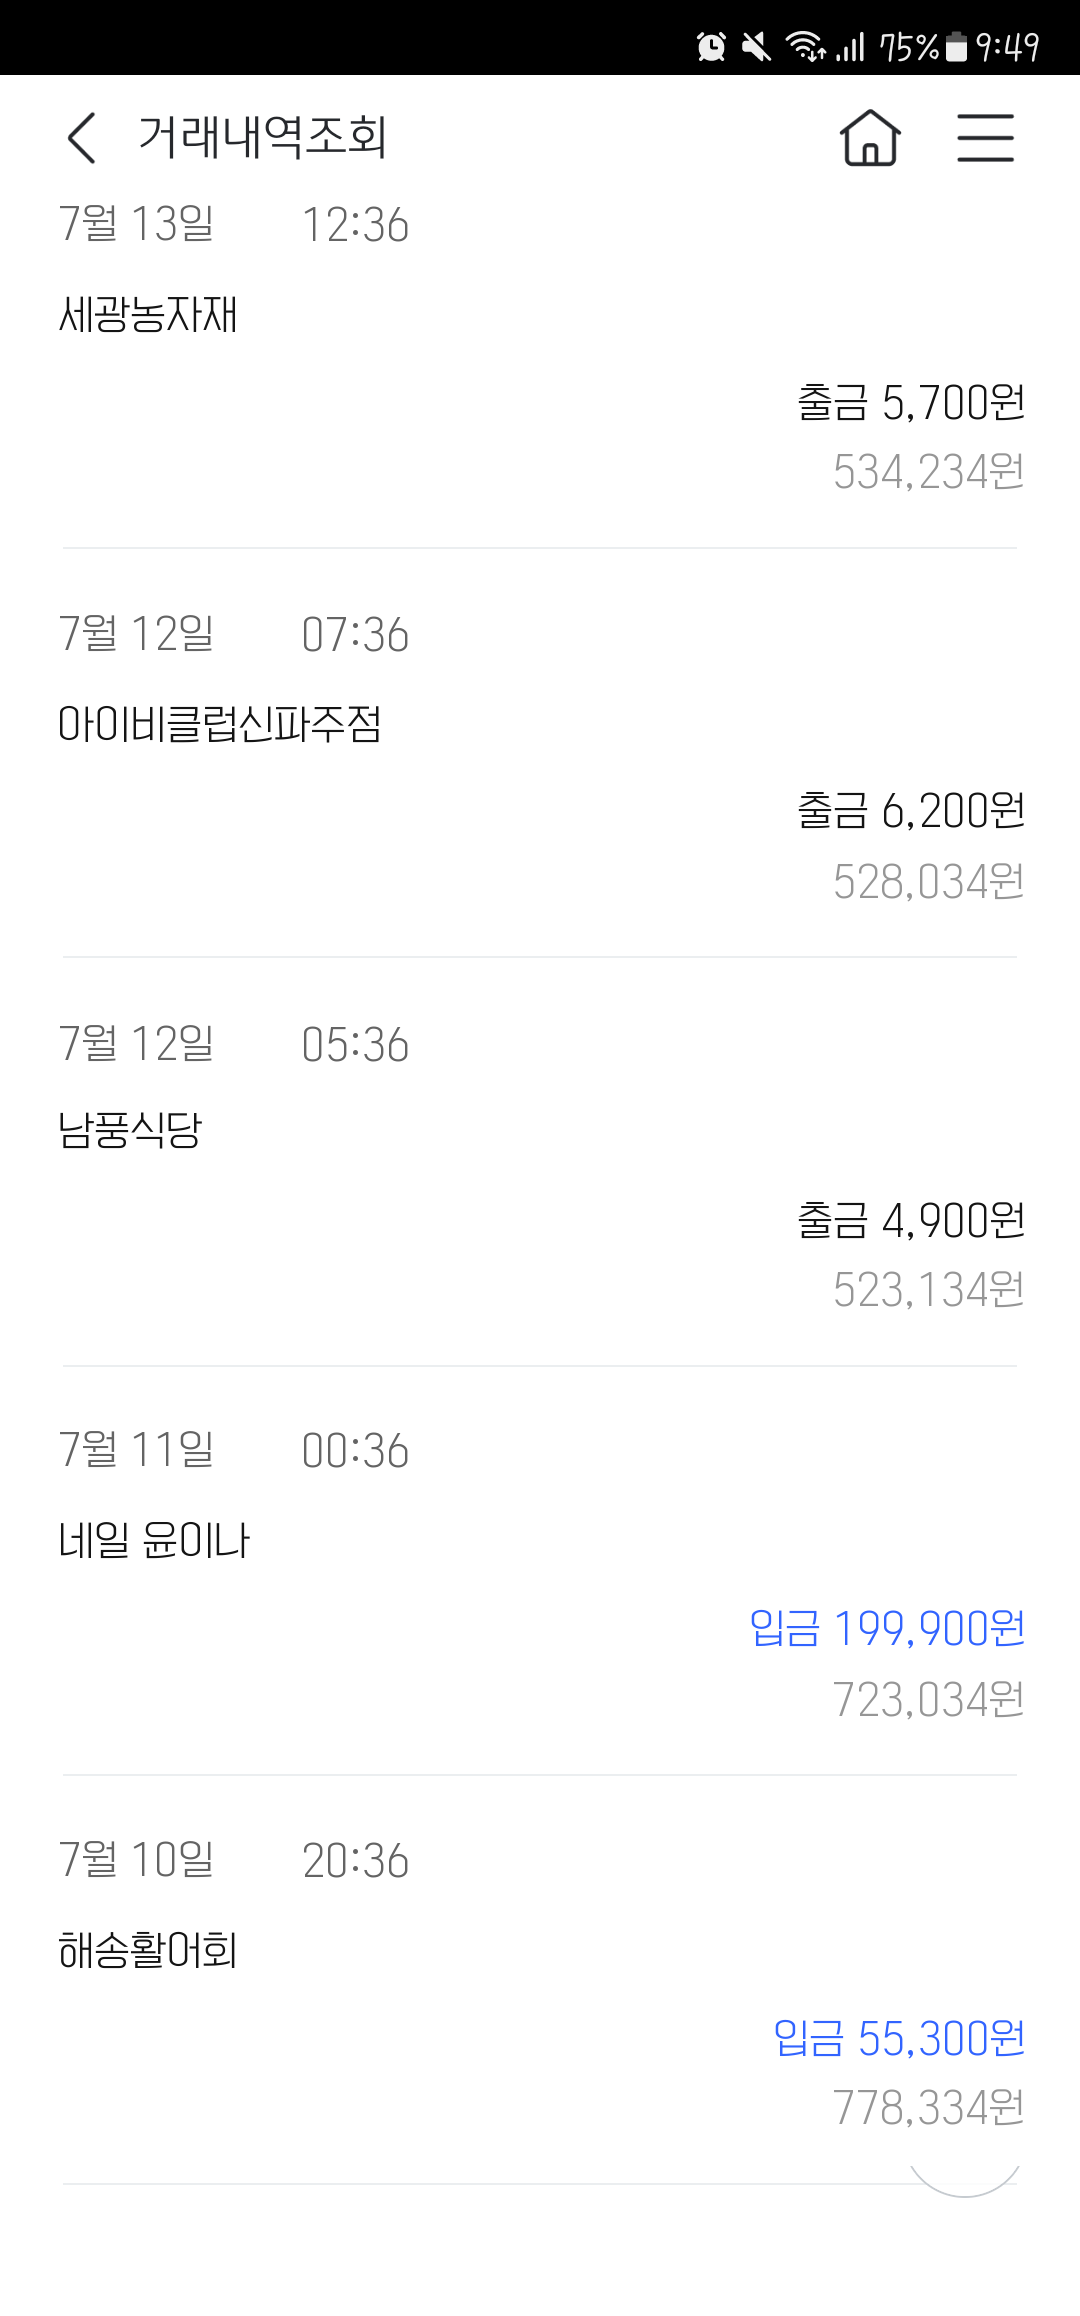 75% 9:49
거래내역조회
7월 13일 12:36
세광농자재
출금 5,700원
534,234원
7월 12일 07:36
아이비클럽신파주점
출금 6,200원
528,034원
7월 12일 05:36
남풍식당
출금 4,900원
523,134원
7월 11일 00:36
네일 윤이나
입금 199,900원
723,034원
7월 10일 20:36
해송활어회
입금 55,300원
778,334원